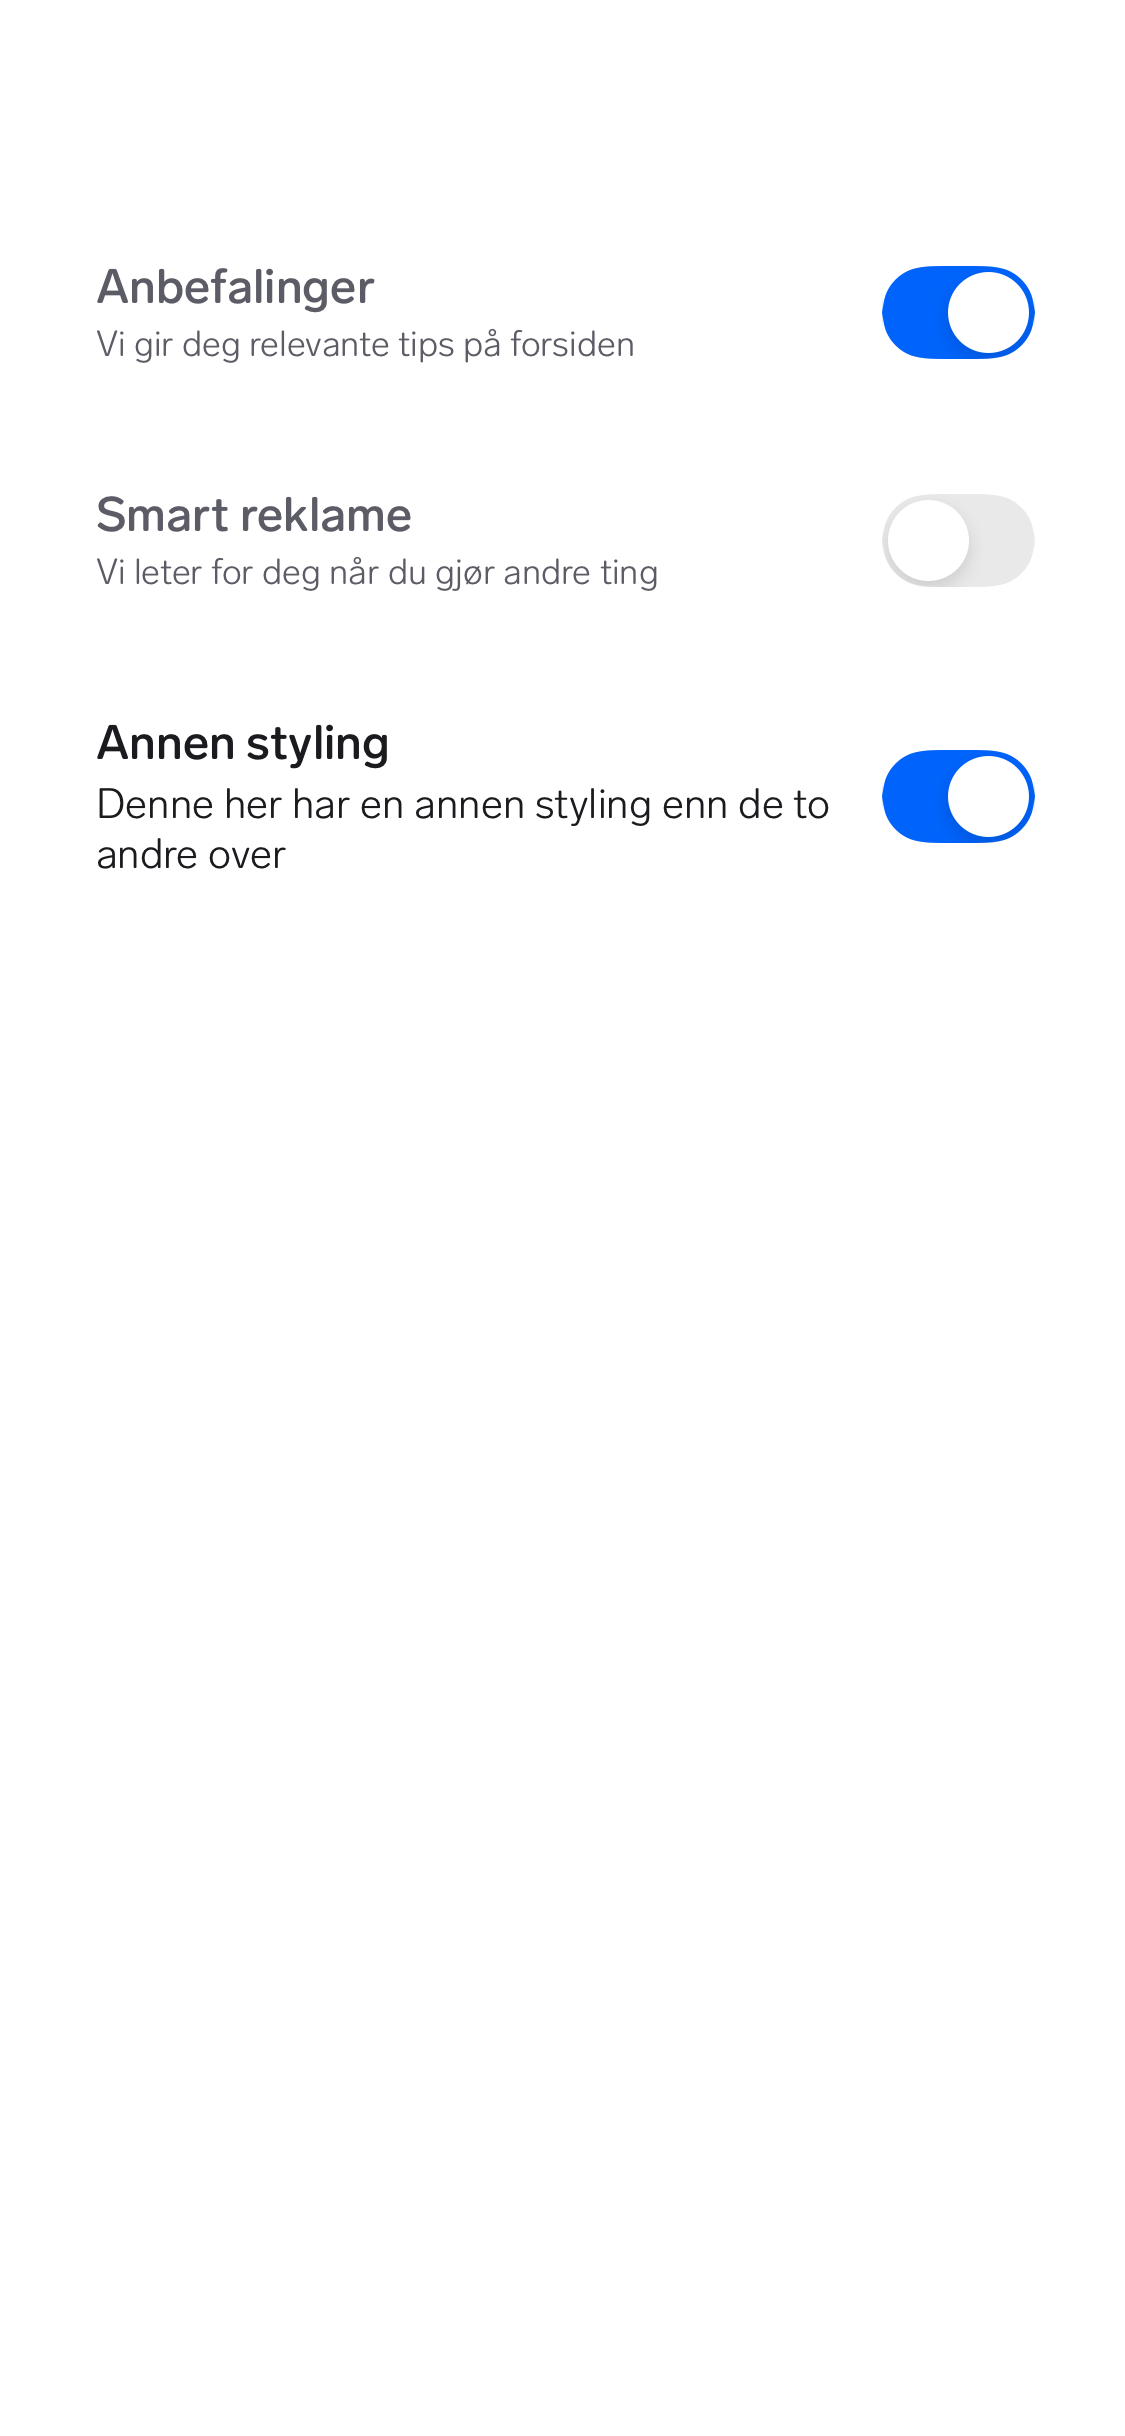 Anbefalinger
Vi gir deg relevante tips på forsiden
Smart reklame
Vi leter for deg når du gjør andre ting
Annen styling
Denne her har en annen styling enn de to
andre over